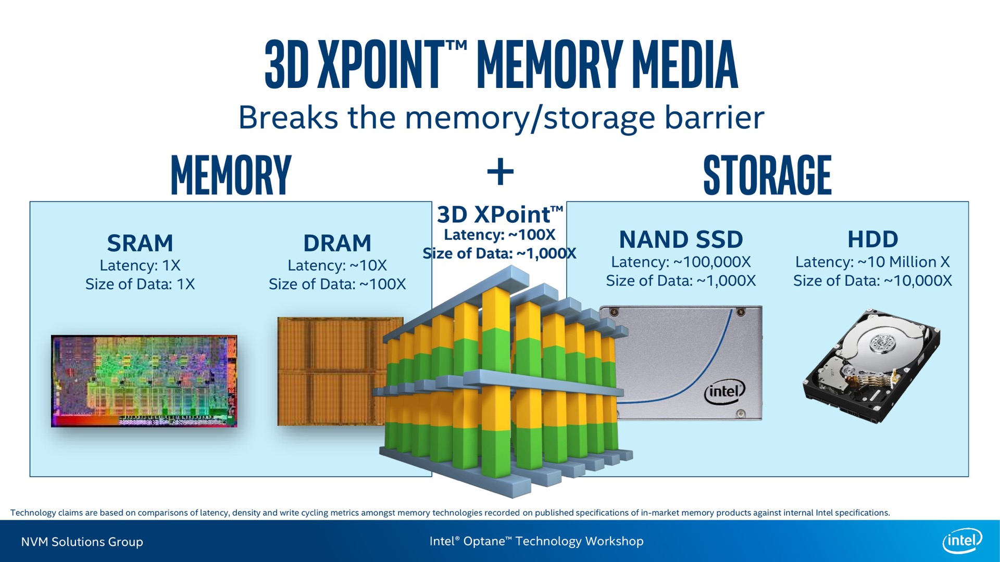 3D XPOINT™ MEMORY MEDIA
Breaks the memory/storage barrier
MEMORY
+
STORAGE
SRAM
Latency: 1X
Size of Data: 1X
DRAM
Latency: ~10X
Size of Data: ~100X
3D XPoint™
Latency: ~100X
Size of Data: ~1,000X
NAND SSD
Latency: ~100,000X
Size of Data: ~1,000X
HDD
Latency: ~10 Million X
Size of Data: ~10,000X
intel
Technology claims are based on comparisons of latency, density and write cycling metrics amongst memory technologies recorded on published specifications of in-market memory products against internal Intel specifications.
NVM Solutions Group
Intel® Optane™ Technology Workshop
intel